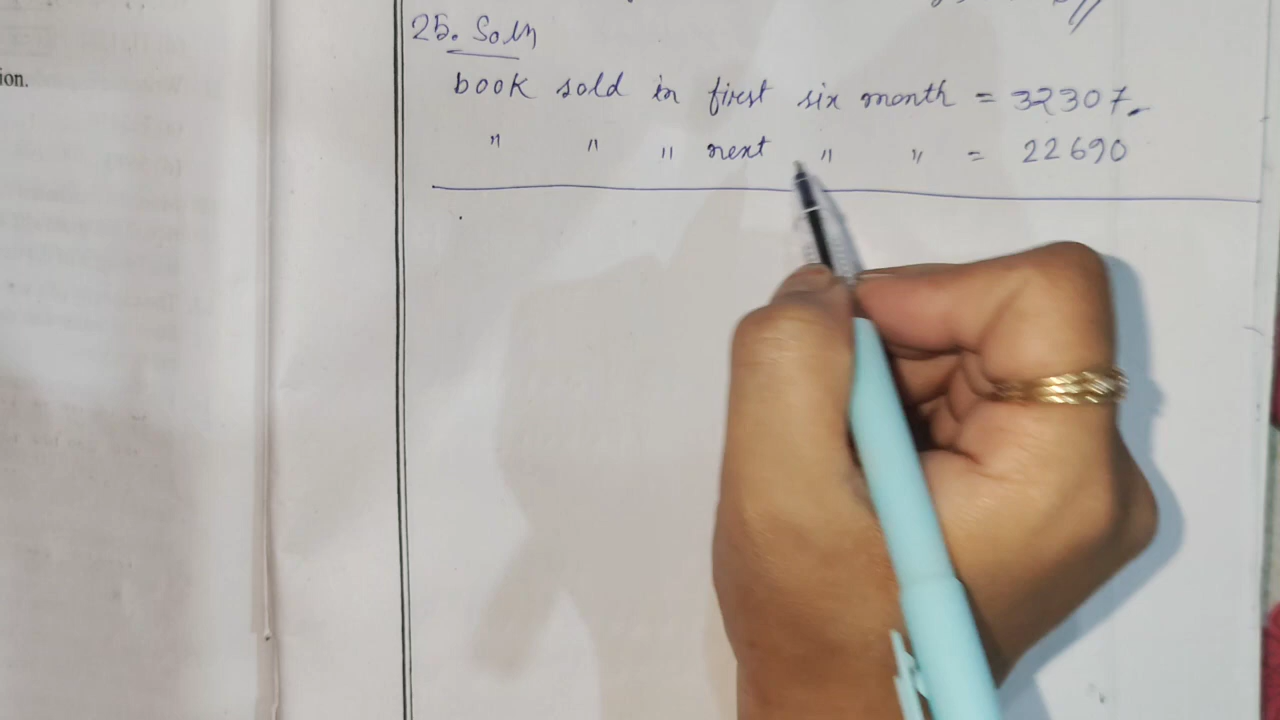 ion.
25. Soln
book sold in first six month = 32307
" " " next " " = 22690